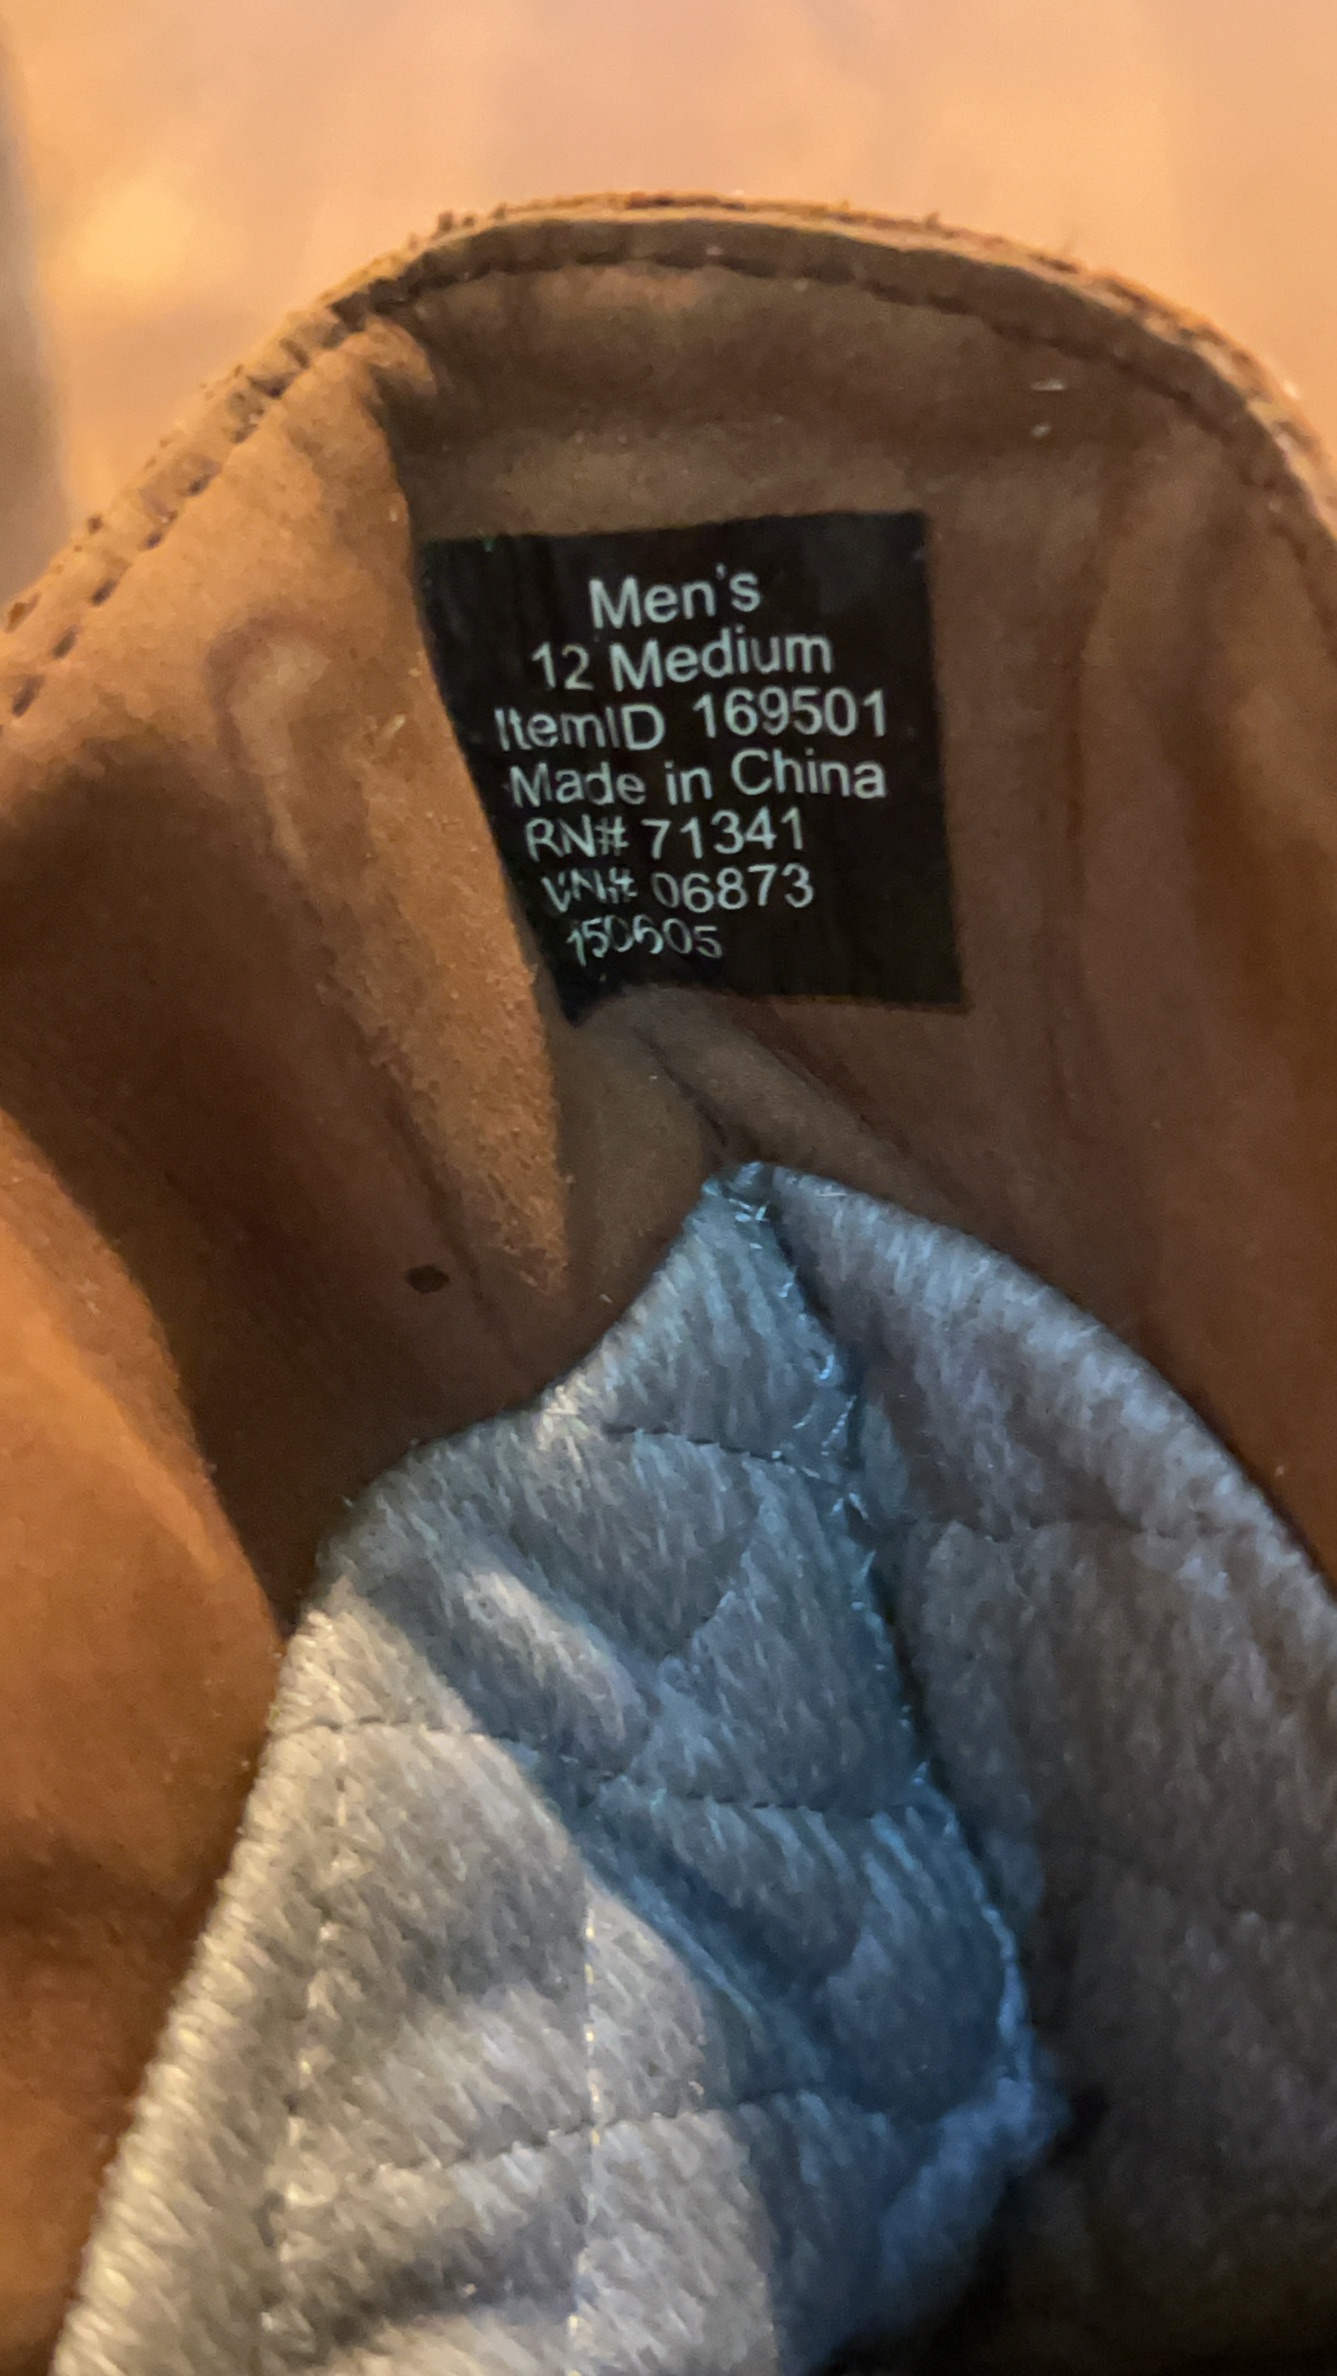 Men's
12 Medium
ItemID 169501
Made in China
RN# 71341
VN# 06873
150605